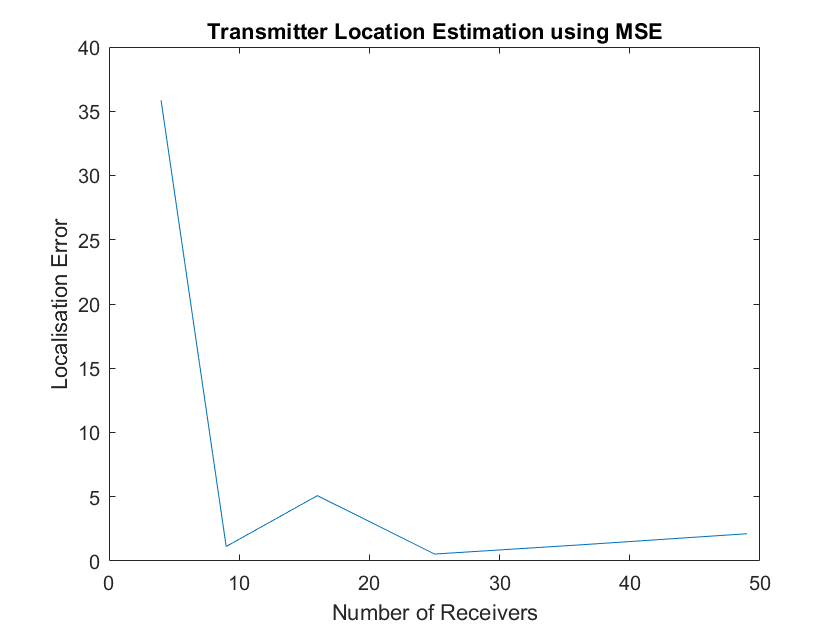 Transmitter Location Estimation using MSE
40
35
30
25
20
15
10
5
0
Localisation Error
0 10 20 30 40 50
Number of Receivers